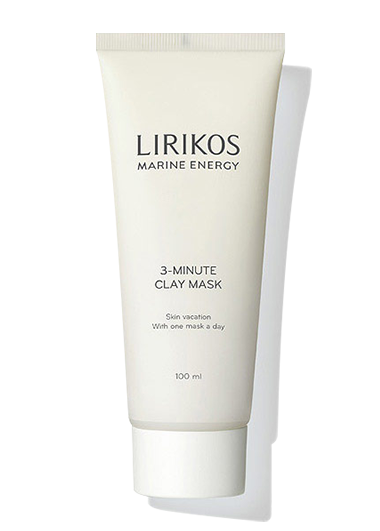 LIRIKOS
MARINE ENERGY
3-MINUTE
CLAY MASK
Skin vacation
With one mask a day
100 ml